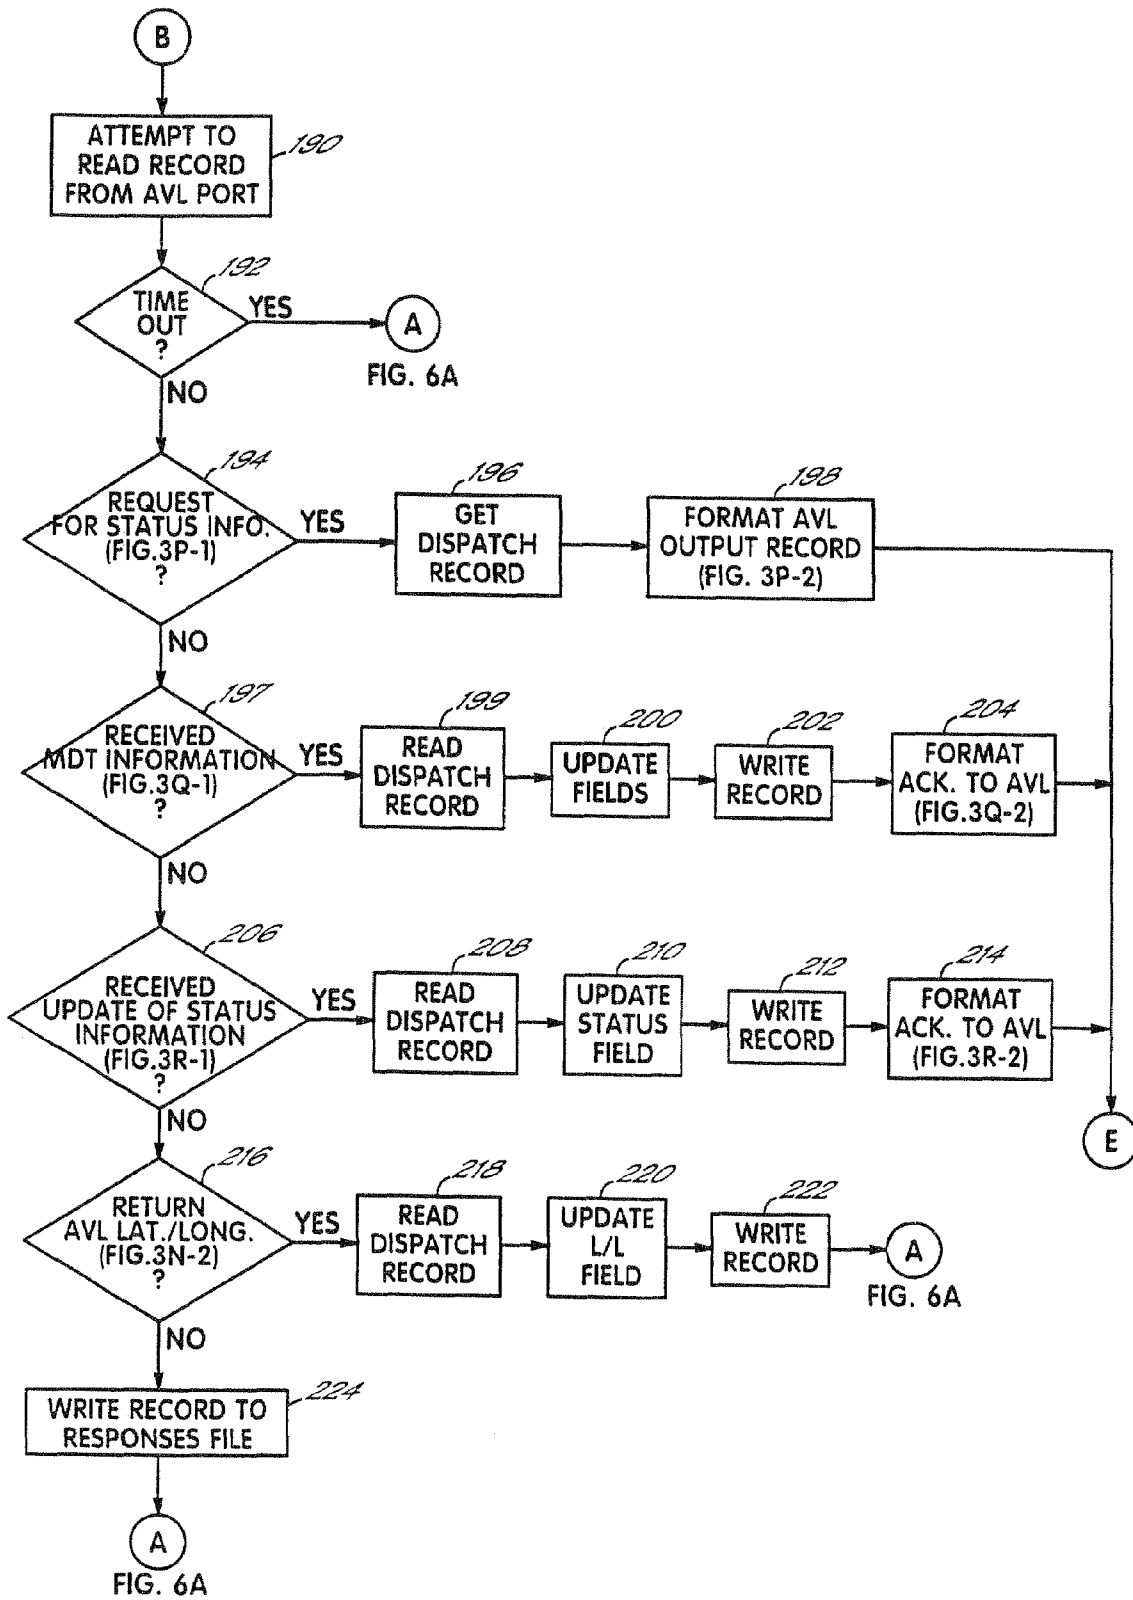 B
ATTEMPT TO
READ RECORD
FROM AVL PORT
190
192
TIME
OUT
?
YES
A
FIG. 6A
NO
194
REQUEST
FOR STATUS INFO.
(FIG.3P-1)
?
YES
196
GET
DISPATCH
RECORD
198
FORMAT AVL
OUTPUT RECORD
(FIG. 3P-2)
NO
197
RECEIVED
MDT INFORMATION
(FIG.3Q-1)
?
YES
199
READ
DISPATCH
RECORD
200
UPDATE
FIELDS
202
WRITE
RECORD
204
FORMAT
ACK. TO AVL
(FIG.3Q-2)
NO
206
RECEIVED
UPDATE OF STATUS
INFORMATION
(FIG.3R-1)
?
YES
208
READ
DISPATCH
RECORD
210
UPDATE
STATUS
FIELD
212
WRITE
RECORD
214
FORMAT
ACK. TO AVL
(FIG.3R-2)
E
NO
216
RETURN
AVL LAT./LONG.
(FIG.3N-2)
?
YES
218
READ
DISPATCH
RECORD
220
UPDATE
L/L
FIELD
222
WRITE
RECORD
A
FIG. 6A
NO
224
WRITE RECORD TO
RESPONSES FILE
A
FIG. 6A